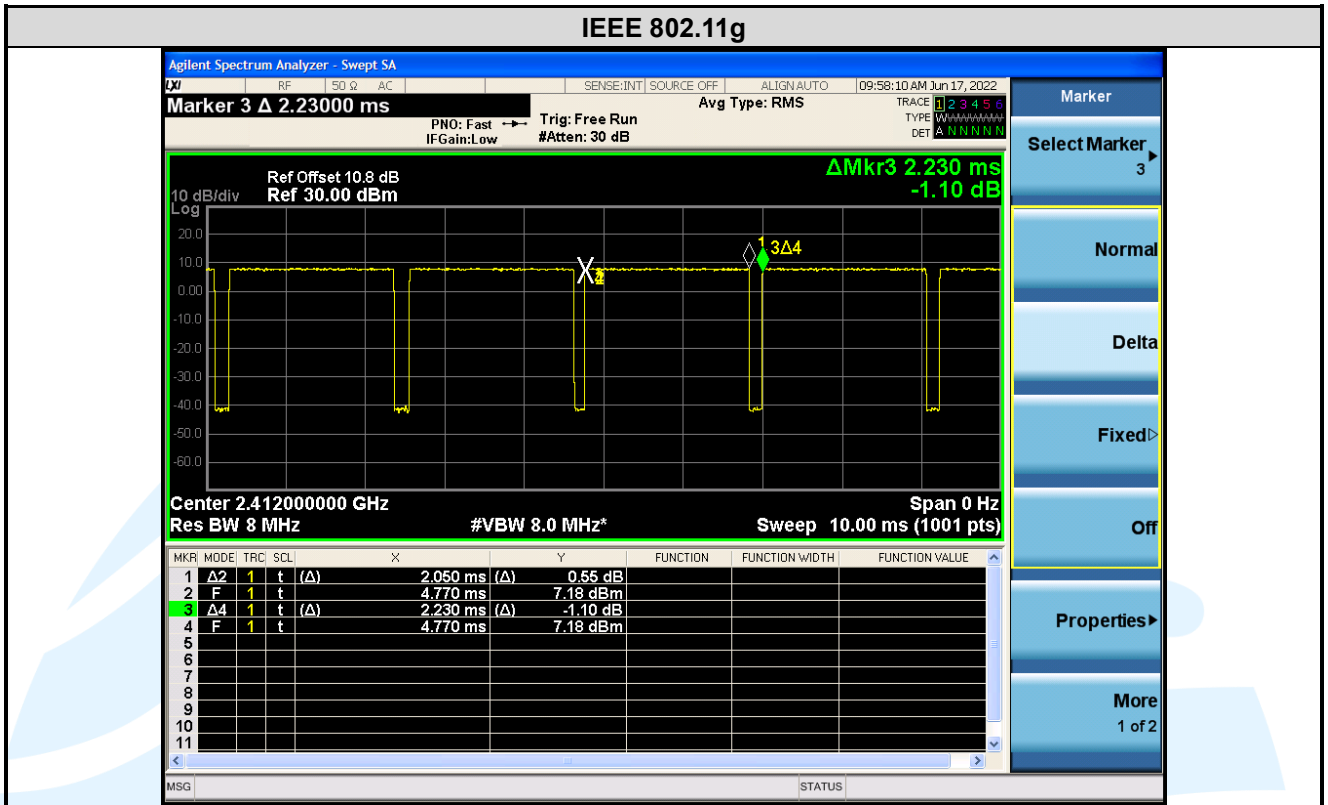 IEEE 802.11g
Agilent Spectrum Analyzer - Swept SA
LXI RF 50 Ω AC SENSE:INT SOURCE OFF ALIGN AUTO 09:58:10 AM Jun 17, 2022
Marker 3 Δ 2.23000 ms
PNO: Fast
IFGain:Low
Trig: Free Run
#Atten: 30 dB
Avg Type: RMS
TRACE 1 2 3 4 5 6
TYPE WWWWWW
DET A N N N N N
ΔMkr3 2.230 ms
-1.10 dB
Ref Offset 10.8 dB
10 dB/div Ref 30.00 dBm
Log
20.0
10.0
0.00
-10.0
-20.0
-30.0
-40.0
-50.0
-60.0
1 3Δ4
X
Center 2.412000000 GHz Span 0 Hz
Res BW 8 MHz #VBW 8.0 MHz* Sweep 10.00 ms (1001 pts)
MKR MODE TRC SCL X Y FUNCTION FUNCTION WIDTH FUNCTION VALUE
1 Δ2 1 t (Δ) 2.050 ms (Δ) 0.55 dB
2 F 1 t 4.770 ms 7.18 dBm
3 Δ4 1 t (Δ) 2.230 ms (Δ) -1.10 dB
4 F 1 t 4.770 ms 7.18 dBm
5
6
7
8
9
10
11
MSG STATUS
Marker
Select Marker
3
Normal
Delta
Fixed
Off
Properties
More
1 of 2